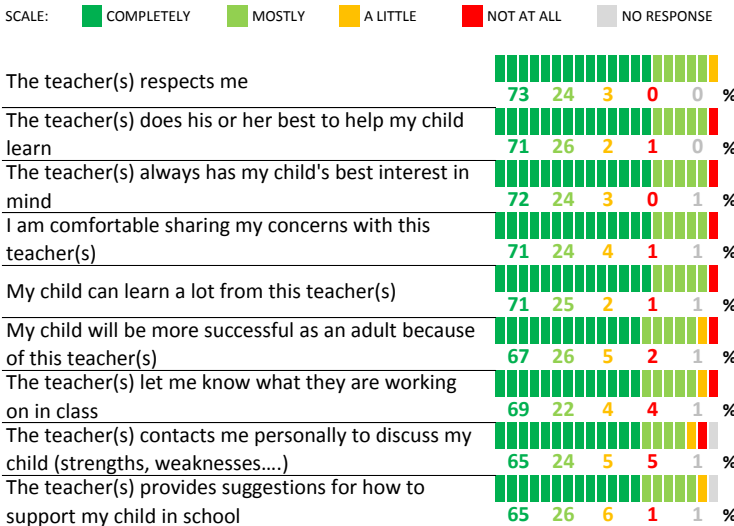 SCALE: COMPLETELY MOSTLY A LITTLE NOT AT ALL NO RESPONSE
The teacher(s) respects me
73 24 3 0 0 %
The teacher(s) does his or her best to help my child
learn
71 26 2 1 0 %
The teacher(s) always has my child's best interest in
mind
72 24 3 0 1 %
I am comfortable sharing my concerns with this
teacher(s)
71 24 4 1 1 %
My child can learn a lot from this teacher(s)
71 25 2 1 1 %
My child will be more successful as an adult because
of this teacher(s)
67 26 5 2 1 %
The teacher(s) let me know what they are working
on in class
69 22 4 4 1 %
The teacher(s) contacts me personally to discuss my
child (strengths, weaknesses....)
65 24 5 5 1 %
The teacher(s) provides suggestions for how to
support my child in school
65 26 6 1 1 %